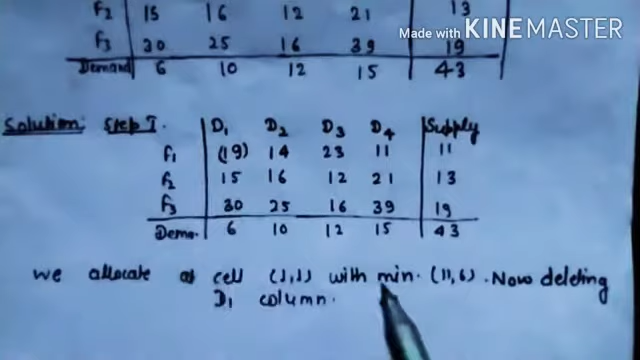 F2 15 16 12 21 13
Made with KINEMASTER
F3 30 25 16 39 19
Demand 6 10 12 15 43
Solution: Step I. D1 D2 D3 D4 Supply
F1 (19) 14 23 11 11
F2 15 16 12 21 13
F3 30 25 16 39 19
Dema. 6 10 12 15 43
we allocate at cell (1,1) with min. (11,6). Now deleting
D1 column.